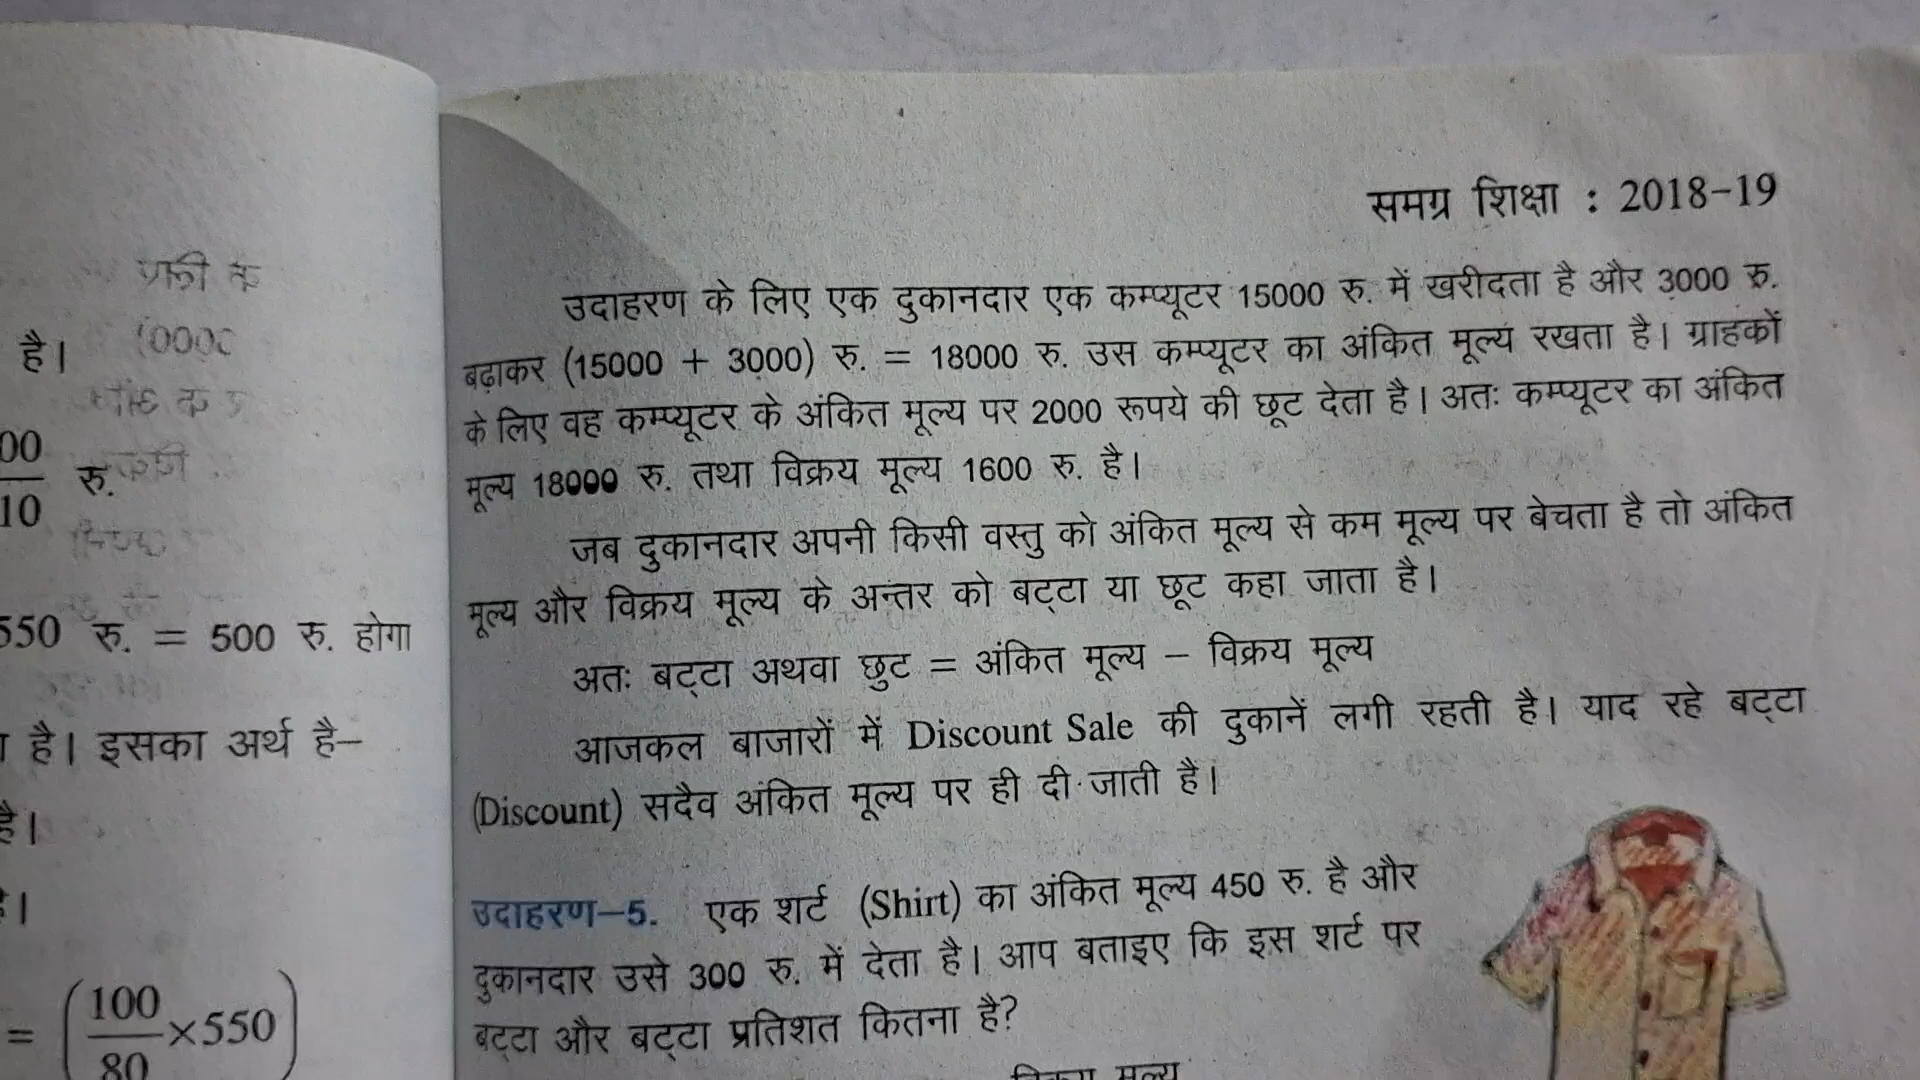 है।
00
10
रु.
550 रु. = 500 रु. होगा
है। इसका अर्थ है–
है।
है।
= (100/80 ×550)
समग्र शिक्षा : 2018-19
उदाहरण के लिए एक दुकानदार एक कम्प्यूटर 15000 रु. में खरीदता है और 3000 रु.
बढ़ाकर (15000 + 3000) रु. = 18000 रु. उस कम्प्यूटर का अंकित मूल्य रखता है। ग्राहकों
के लिए वह कम्प्यूटर के अंकित मूल्य पर 2000 रूपये की छूट देता है। अतः कम्प्यूटर का अंकित
मूल्य 18000 रु. तथा विक्रय मूल्य 1600 रु. है।
जब दुकानदार अपनी किसी वस्तु को अंकित मूल्य से कम मूल्य पर बेचता है तो अंकित
मूल्य और विक्रय मूल्य के अन्तर को बट्टा या छूट कहा जाता है।
अतः बट्टा अथवा छुट = अंकित मूल्य – विक्रय मूल्य
आजकल बाजारों में Discount Sale की दुकानें लगी रहती है। याद रहे बट्टा
(Discount) सदैव अंकित मूल्य पर ही दी जाती है।
उदाहरण–5. एक शर्ट (Shirt) का अंकित मूल्य 450 रु. है और
दुकानदार उसे 300 रु. में देता है। आप बताइए कि इस शर्ट पर
बट्टा और बट्टा प्रतिशत कितना है?
विक्रय मूल्य